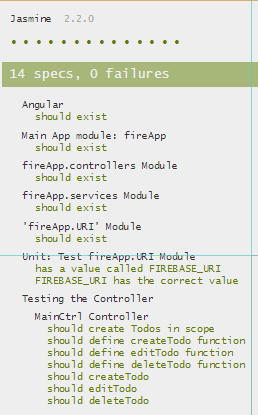 Jasmine 2.2.0
• • • • • • • • • • • • • •
14 specs, 0 failures
Angular
should exist
Main App module: fireApp
should exist
fireApp.controllers Module
should exist
fireApp.services Module
should exist
'fireApp.URI' Module
should exist
Unit: Test fireApp.URI Module
has a value called FIREBASE_URI
FIREBASE_URI has the correct value
Testing the Controller
MainCtrl Controller
should create Todos in scope
should define createTodo function
should define editTodo function
should define deleteTodo function
should createTodo
should editTodo
should deleteTodo